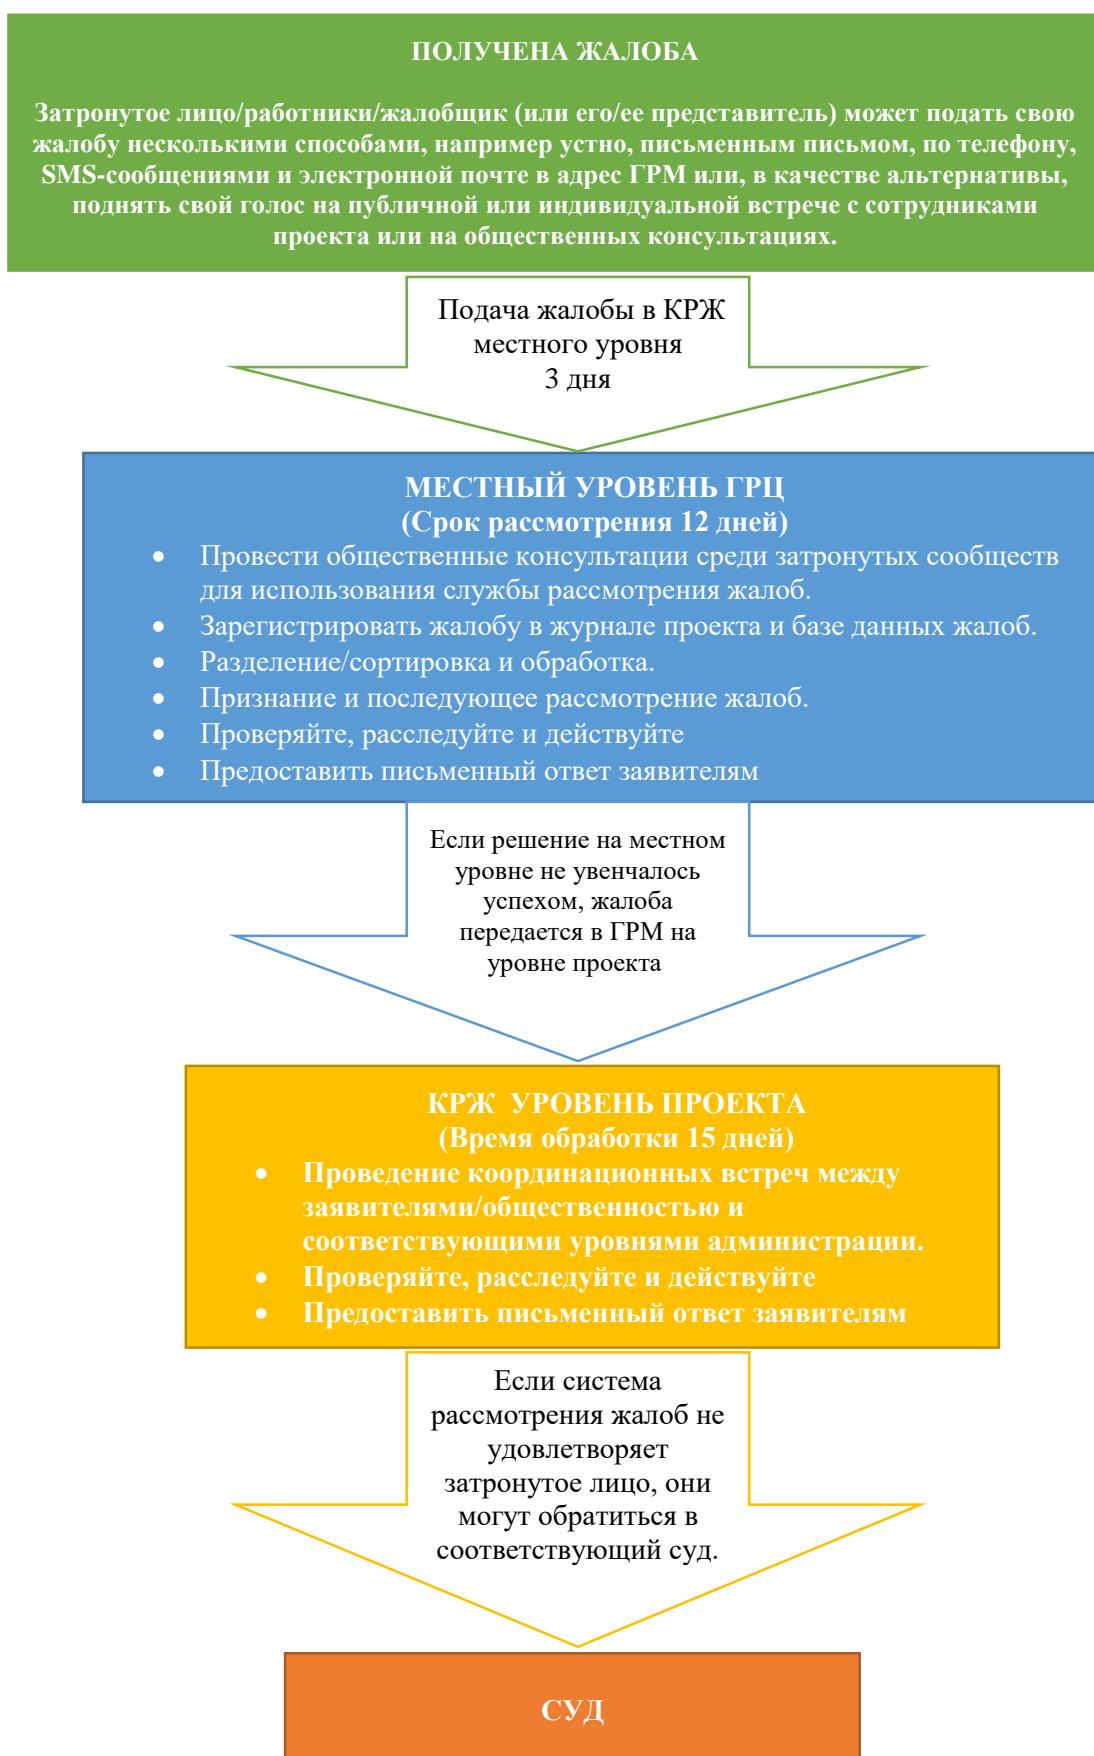 ПОЛУЧЕНА ЖАЛОБА
Затронутое лицо/работники/жалобщик (или его/ее представитель) может подать свою
жалобу несколькими способами, например устно, письменным письмом, по телефону,
SMS-сообщениями и электронной почте в адрес ГРМ или, в качестве альтернативы,
поднять свой голос на публичной или индивидуальной встрече с сотрудниками
проекта или на общественных консультациях.
Подача жалобы в КРЖ
местного уровня
3 дня
МЕСТНЫЙ УРОВЕНЬ ГРЦ
(Срок рассмотрения 12 дней)
• Провести общественные консультации среди затронутых сообществ
для использования службы рассмотрения жалоб.
• Зарегистрировать жалобу в журнале проекта и базе данных жалоб.
• Разделение/сортировка и обработка.
• Признание и последующее рассмотрение жалоб.
• Проверяйте, расследуйте и действуйте
• Предоставить письменный ответ заявителям
Если решение на местном
уровне не увенчалось
успехом, жалоба
передается в ГРМ на
уровне проекта
КРЖ  УРОВЕНЬ ПРОЕКТА
(Время обработки 15 дней)
• Проведение координационных встреч между
заявителями/общественностью и
соответствующими уровнями администрации.
• Проверяйте, расследуйте и действуйте
• Предоставить письменный ответ заявителям
Если система
рассмотрения жалоб не
удовлетворяет
затронутое лицо, они
могут обратиться в
соответствующий суд.
СУД